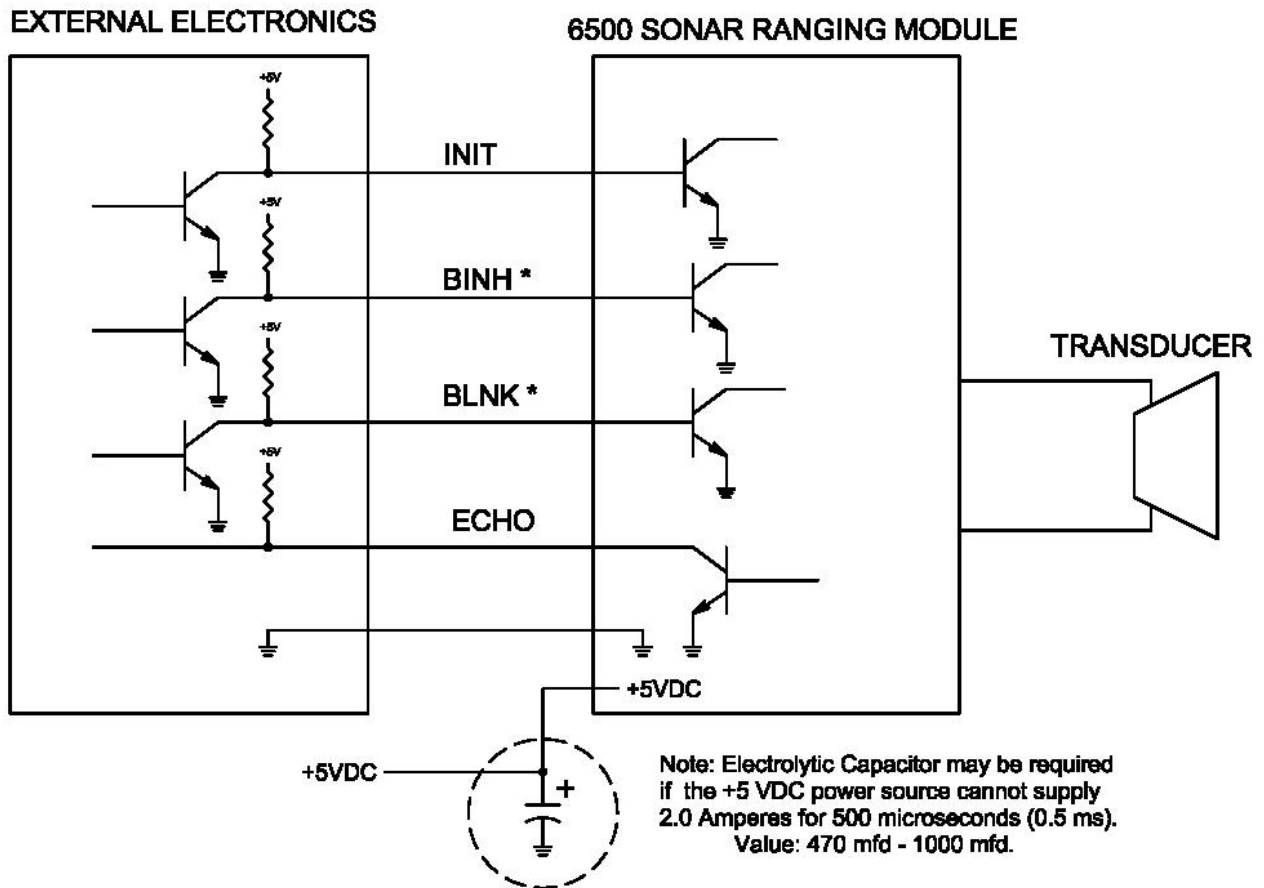 EXTERNAL ELECTRONICS
6500 SONAR RANGING MODULE
+5V
INIT
+5V
BINH *
+5V
TRANSDUCER
BLNK *
+5V
ECHO
+5VDC
+5VDC
+
Note: Electrolytic Capacitor may be required
if the +5 VDC power source cannot supply
2.0 Amperes for 500 microseconds (0.5 ms).
Value: 470 mfd - 1000 mfd.